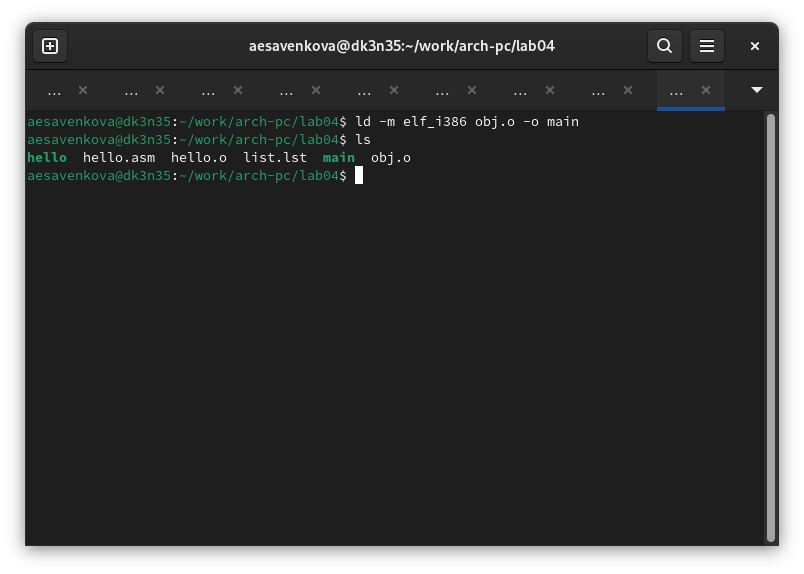 aesavenkova@dk3n35:~/work/arch-pc/lab04
... ... ... ... ... ... ... ... ...
aesavenkova@dk3n35:~/work/arch-pc/lab04$ ld -m elf_i386 obj.o -o main
aesavenkova@dk3n35:~/work/arch-pc/lab04$ ls
hello  hello.asm  hello.o  list.lst  main  obj.o
aesavenkova@dk3n35:~/work/arch-pc/lab04$